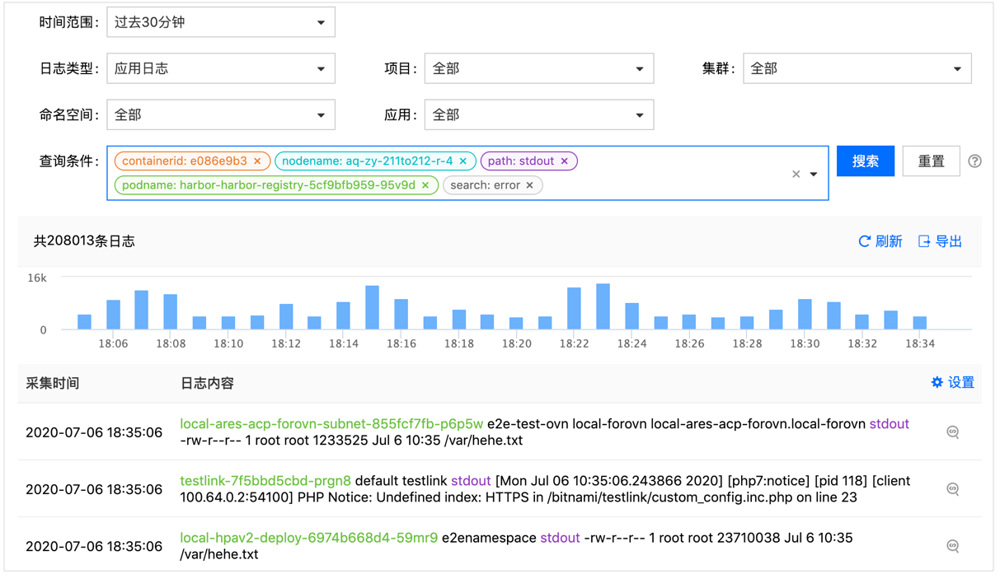 时间范围： 过去30分钟
日志类型： 应用日志 项目： 全部 集群： 全部
命名空间： 全部 应用： 全部
查询条件： containerid: e086e9b3 × nodename: aq-zy-211to212-r-4 × path: stdout × 搜索 重置
podname: harbor-harbor-registry-5cf9bfb959-95v9d × search: error ×
共208013条日志 刷新 导出
16k
0
18:06 18:08 18:10 18:12 18:14 18:16 18:18 18:20 18:22 18:24 18:26 18:28 18:30 18:32 18:34
采集时间 日志内容 设置
2020-07-06 18:35:06 local-ares-acp-forovn-subnet-855fcf7fb-p6p5w e2e-test-ovn local-forovn local-ares-acp-forovn.local-forovn stdout
-rw-r--r-- 1 root root 1233525 Jul 6 10:35 /var/hehe.txt
2020-07-06 18:35:06 testlink-7f5bbd5cbd-prgn8 default testlink stdout [Mon Jul 06 10:35:06.243866 2020] [php7:notice] [pid 118] [client
100.64.0.2:54100] PHP Notice: Undefined index: HTTPS in /bitnami/testlink/custom_config.inc.php on line 23
2020-07-06 18:35:06 local-hpav2-deploy-6974b668d4-59mr9 e2enamespace stdout -rw-r--r-- 1 root root 23710038 Jul 6 10:35
/var/hehe.txt